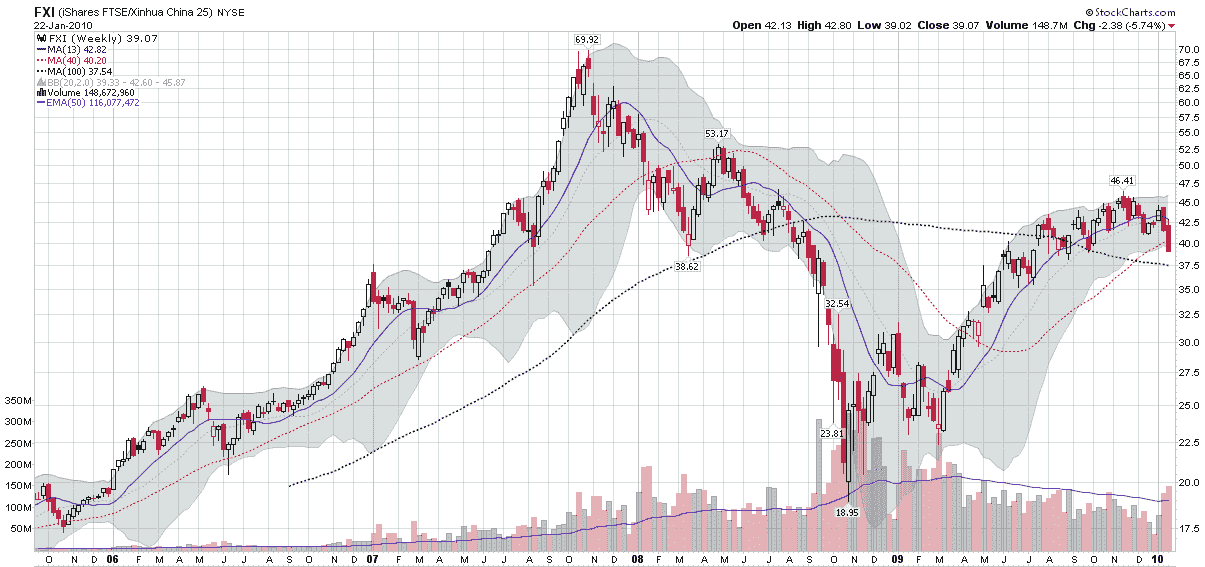 FXI (iShares FTSE/Xinhua China 25) NYSE © StockCharts.com
22-Jan-2010 Open 42.13 High 42.80 Low 39.02 Close 39.07 Volume 148.7M Chg -2.38 (-5.74%)
FXI (Weekly) 39.07
MA(13) 42.82
MA(40) 40.20
MA(100) 37.54
BB(20,2.0) 39.33 - 42.60 - 45.87
Volume 148,672,960
EMA(50) 116,077,472
69.92
53.17
46.41
38.62
32.54
23.81
18.95
70.0
67.5
65.0
62.5
60.0
57.5
55.0
52.5
50.0
47.5
45.0
42.5
40.0
37.5
35.0
32.5
30.0
27.5
25.0
22.5
20.0
17.5
350M
300M
250M
200M
150M
100M
50M
O N D 06 F M A M J J A S O N D 07 F M A M J J A S O N D 08 F M A M J J A S O N D 09 F M A M J J A S O N D 10 F